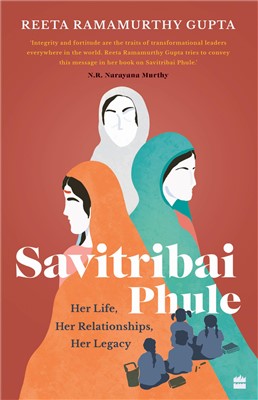 REETA RAMAMURTHY GUPTA
'Integrity and fortitude are the traits of transformational leaders
everywhere in the world. Reeta Ramamurthy Gupta tries to convey
this message in her book on Savitribai Phule.'
N.R. Narayana Murthy
Savitribai
Phule
Her Life,
Her Relationships,
Her Legacy